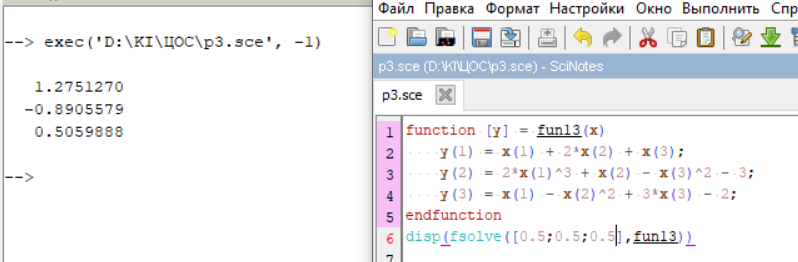 --> exec('D:\KI\ЦОС\p3.sce', -1)
1.2751270
-0.8905579
0.5059888
-->
Файл Правка Формат Настройки Окно Выполнить Спр
p3.sce (D:\KI\ЦОС\p3.sce) - SciNotes
p3.sce
1 function [y] = fun13(x)
2 y(1) = x(1) + 2*x(2) + x(3);
3 y(2) = 2*x(1)^3 + x(2) - x(3)^2 - 3;
4 y(3) = x(1) - x(2)^2 + 3*x(3) - 2;
5 endfunction
6 disp(fsolve([0.5;0.5;0.5],fun13))
7